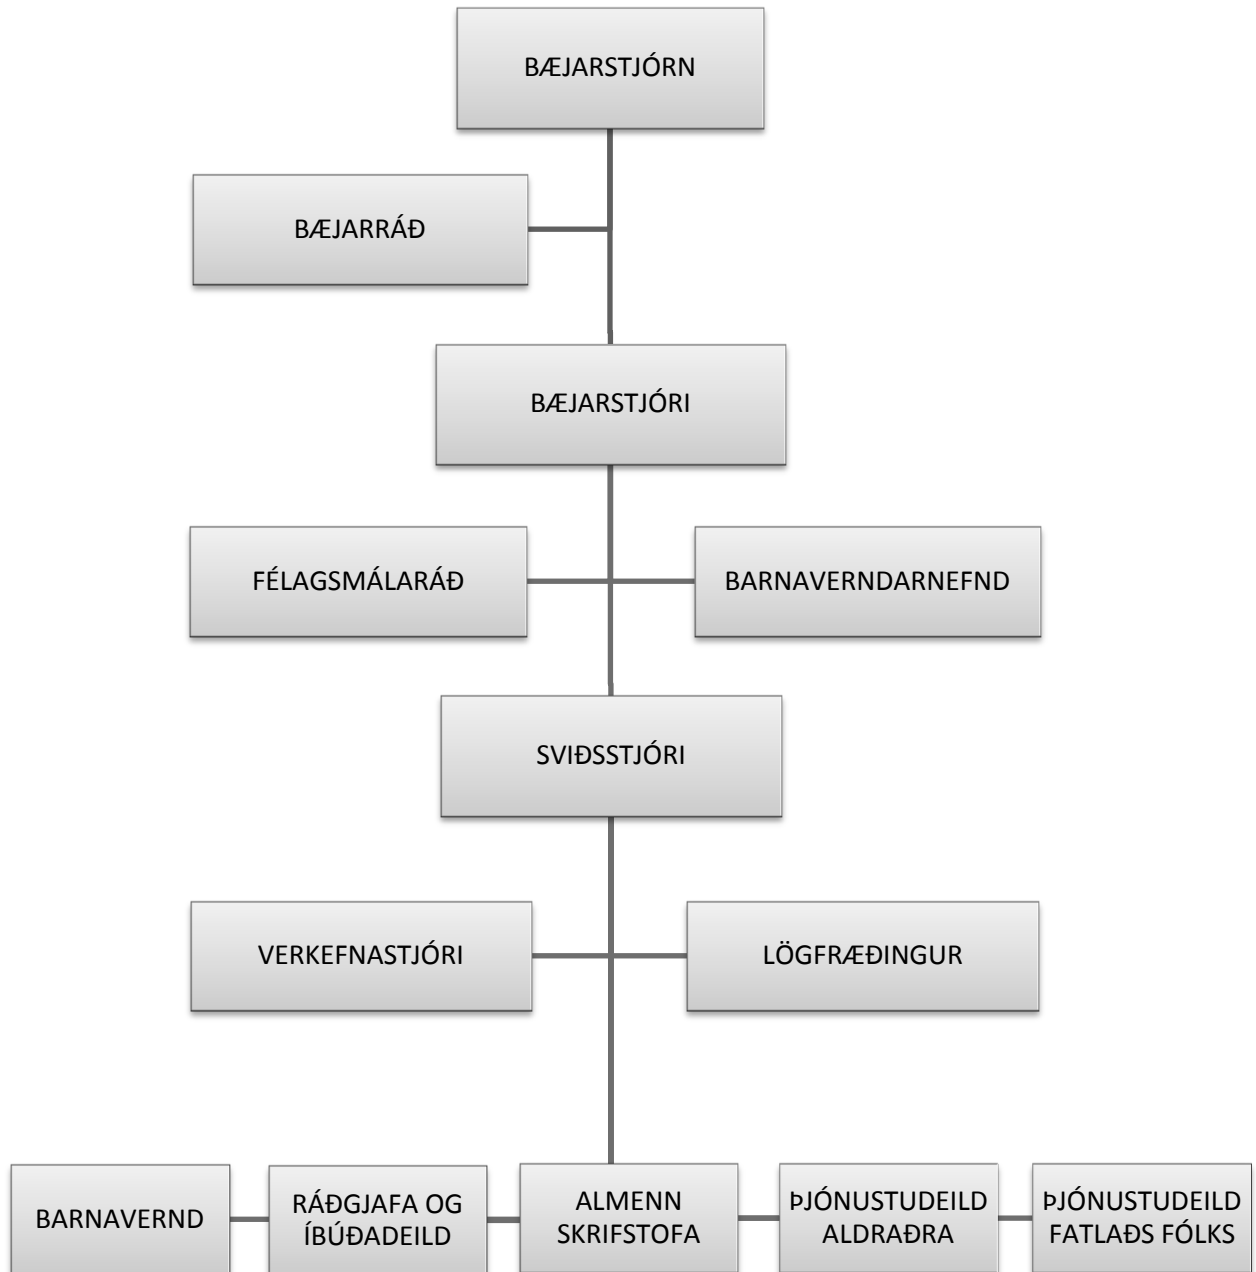 BÆJARSTJÓRN
BÆJARRÁÐ
BÆJARSTJÓRI
FÉLAGSMÁLARÁÐ
BARNAVERNDARNEFND
SVIÐSSTJÓRI
VERKEFNASTJÓRI
LÖGFRÆÐINGUR
BARNAVERND
RÁÐGJAFA OG
ÍBÚÐADEILD
ALMENN
SKRIFSTOFA
ÞJÓNUSTUDEILD
ALDRAÐRA
ÞJÓNUSTUDEILD
FATLAÐS FÓLKS